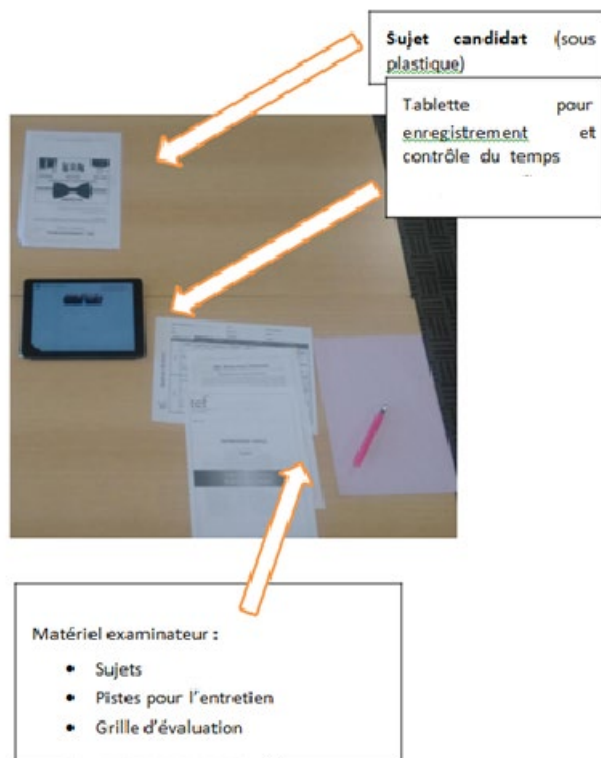 Sujet candidat (sous
plastique)
Tablette pour
enregistrement et
contrôle du temps
Matériel examinateur :
• Sujets
• Pistes pour l'entretien
• Grille d'évaluation